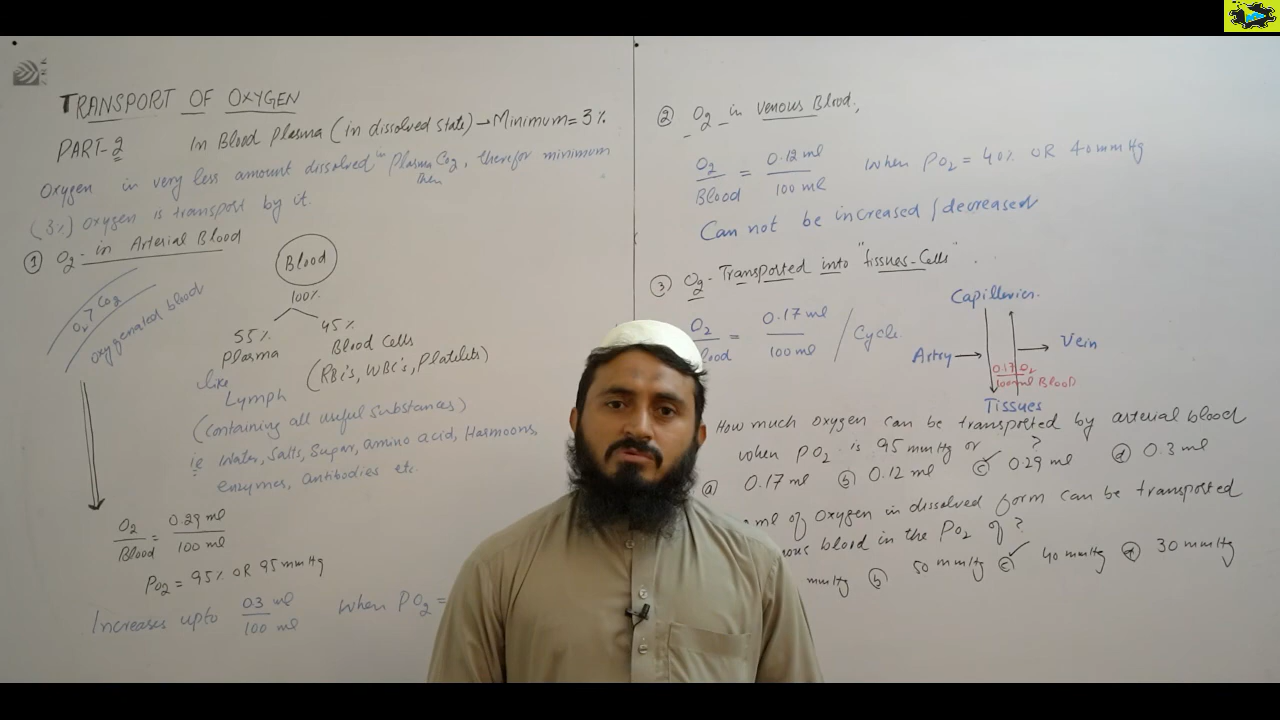 TRANSPORT OF OXYGEN
PART-2 In Blood Plasma (in dissolved state) → Minimum = 3%
Oxygen in very less amount dissolved in plasma then CO2, therefor minimum
(3%) oxygen is transport by it.
① O2- in Arterial Blood
O2 > CO2
oxygenated blood
Blood
100%
55% 45%
Plasma Blood Cells
(RBC's, WBC's, Platelets)
like
Lymph
(Containing all useful substances)
ie Water, Salts, Sugar, amino acid, Harmoons,
enzymes, antibodies etc.
O2/Blood = 0.29 ml/100 ml
PO2 = 95% OR 95 mmHg
Increases upto 0.3 ml/100 ml When PO2 =
② O2 - in Venous Blood,
O2/Blood = 0.12 ml/100 ml When PO2 = 40% OR 40 mmHg
Can not be increased / decreased
③ O2- Transported into "tissues-Cells".
O2/lood = 0.17 ml/100 ml / Cycle
Capilleries.
Artry → → Vein
0.17 O2
100ml Blood
Tissues
How much oxygen can be transported by arterial blood
when PO2 is 95 mmHg or ?
ⓐ 0.17 ml ⓑ 0.12 ml ⓒ✓ 0.29 ml ⓓ 0.3 ml
ml of oxygen in dissolved form can be transported
ous blood in the PO2 of ?
mmHg ⓑ 50 mmHg ⓒ✓ 40 mmHg ⓓ 30 mmHg